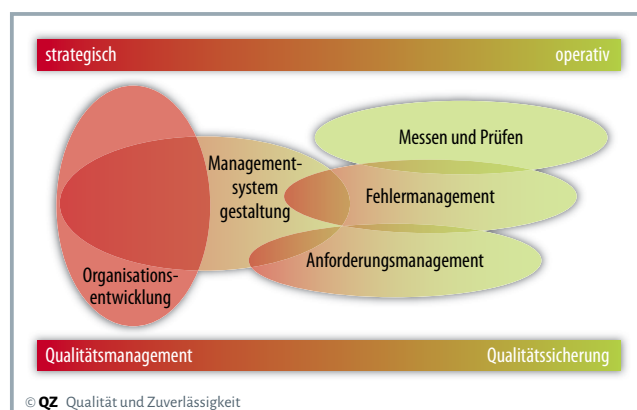 strategisch operativ
Messen und Prüfen
Management-
system
gestaltung
Fehlermanagement
Anforderungsmanagement
Organisations-
entwicklung
Qualitätsmanagement Qualitätssicherung
© QZ Qualität und Zuverlässigkeit